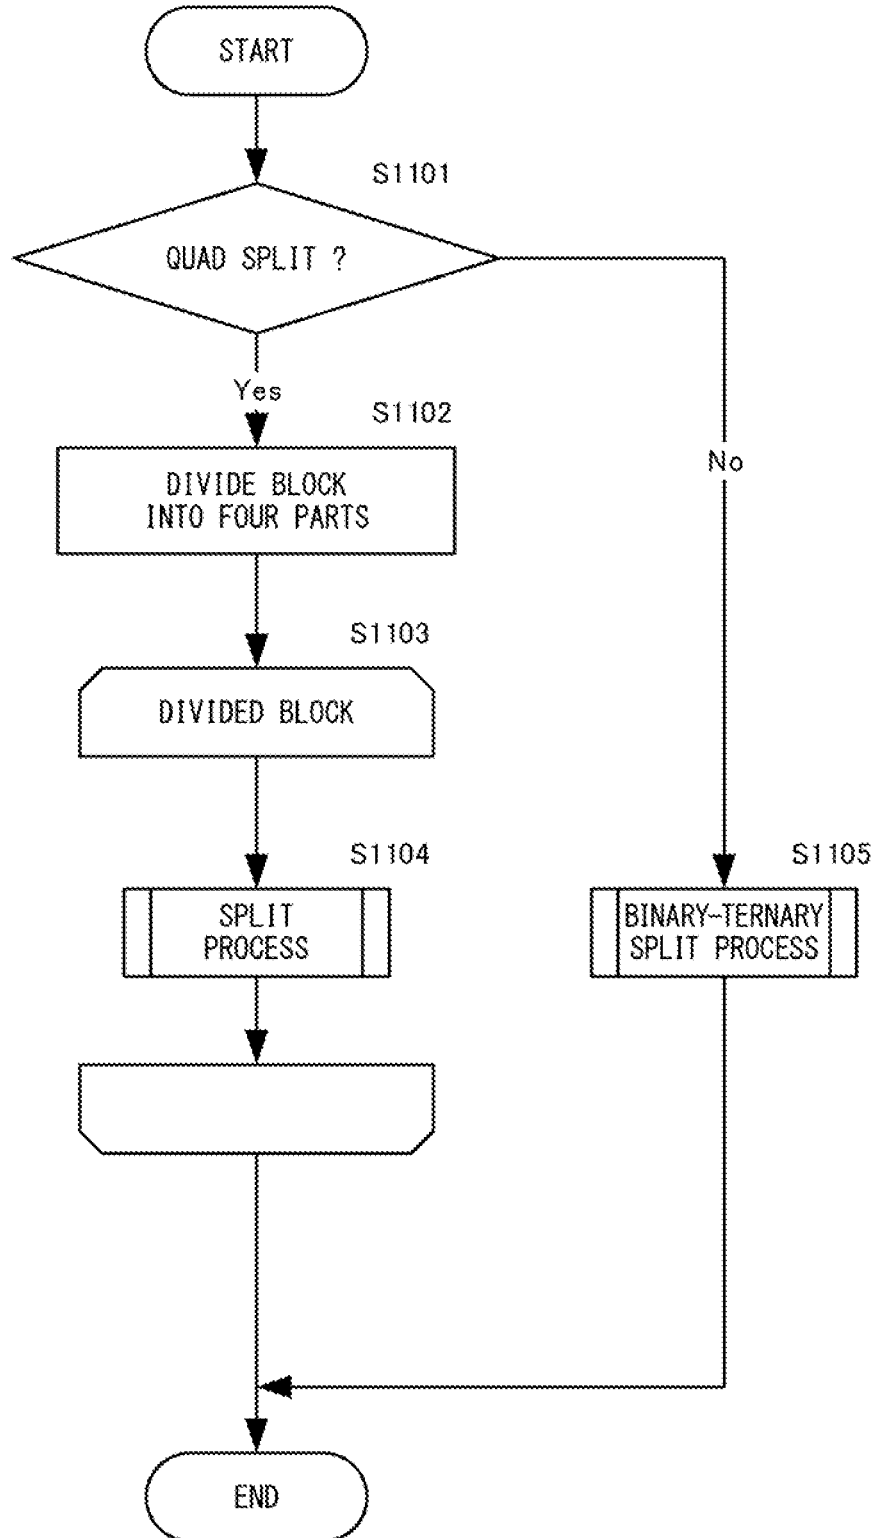 START
S1101
QUAD SPLIT ?
Yes
S1102
DIVIDE BLOCK
INTO FOUR PARTS
No
S1103
DIVIDED BLOCK
S1104
SPLIT
PROCESS
S1105
BINARY-TERNARY
SPLIT PROCESS
END